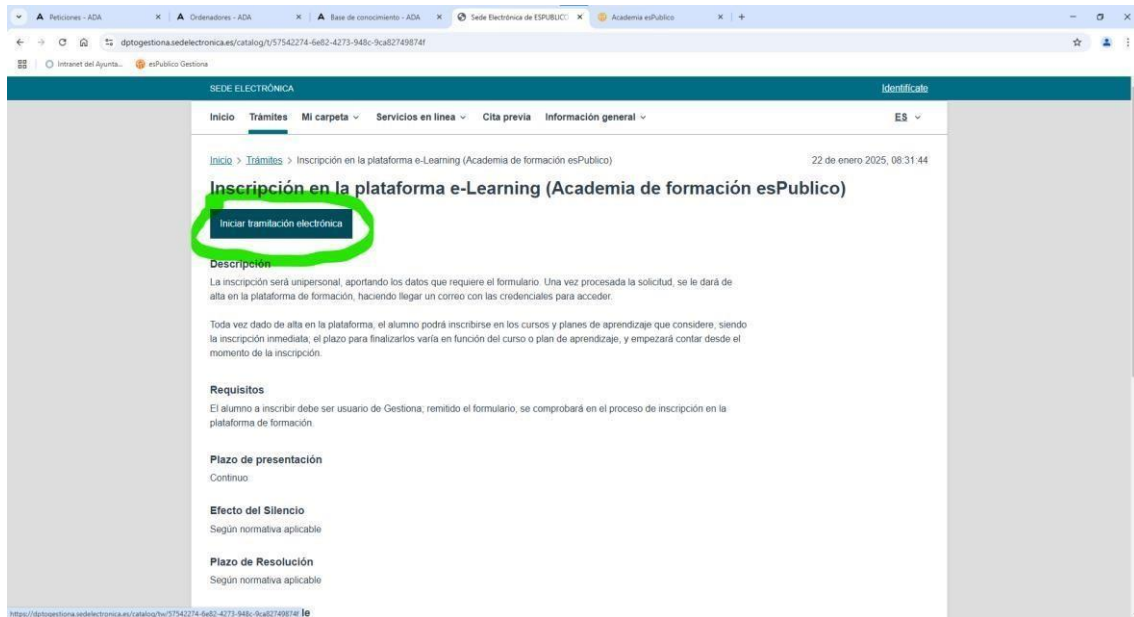 Peticiones - ADA
Ordenadores - ADA
Base de conocimiento - ADA
Sede Electrónica de ESPUBLICO
Academia esPublico
dptogestiona.sedelectronica.es/catalog/t/57542274-6e82-4273-948c-9ca82749874f
Intranet del Ayunta...
esPublico Gestiona
SEDE ELECTRÓNICA
Identifícate
Inicio Trámites Mi carpeta Servicios en línea Cita previa Información general ES
Inicio > Trámites > Inscripción en la plataforma e-Learning (Academia de formación esPublico)
22 de enero 2025, 08:31:44
Inscripción en la plataforma e-Learning (Academia de formación esPublico)
Iniciar tramitación electrónica
Descripción
La inscripción será unipersonal, aportando los datos que requiere el formulario. Una vez procesada la solicitud, se le dará de
alta en la plataforma de formación, haciendo llegar un correo con las credenciales para acceder.
Toda vez dado de alta en la plataforma, el alumno podrá inscribirse en los cursos y planes de aprendizaje que considere, siendo
la inscripción inmediata; el plazo para finalizarlos varía en función del curso o plan de aprendizaje, y empezará contar desde el
momento de la inscripción.
Requisitos
El alumno a inscribir debe ser usuario de Gestiona; remitido el formulario, se comprobará en el proceso de inscripción en la
plataforma de formación.
Plazo de presentación
Continuo
Efecto del Silencio
Según normativa aplicable
Plazo de Resolución
Según normativa aplicable
https://dptogestiona.sedelectronica.es/catalog/tw/57542274-6e82-4273-948c-9ca82749874f
le